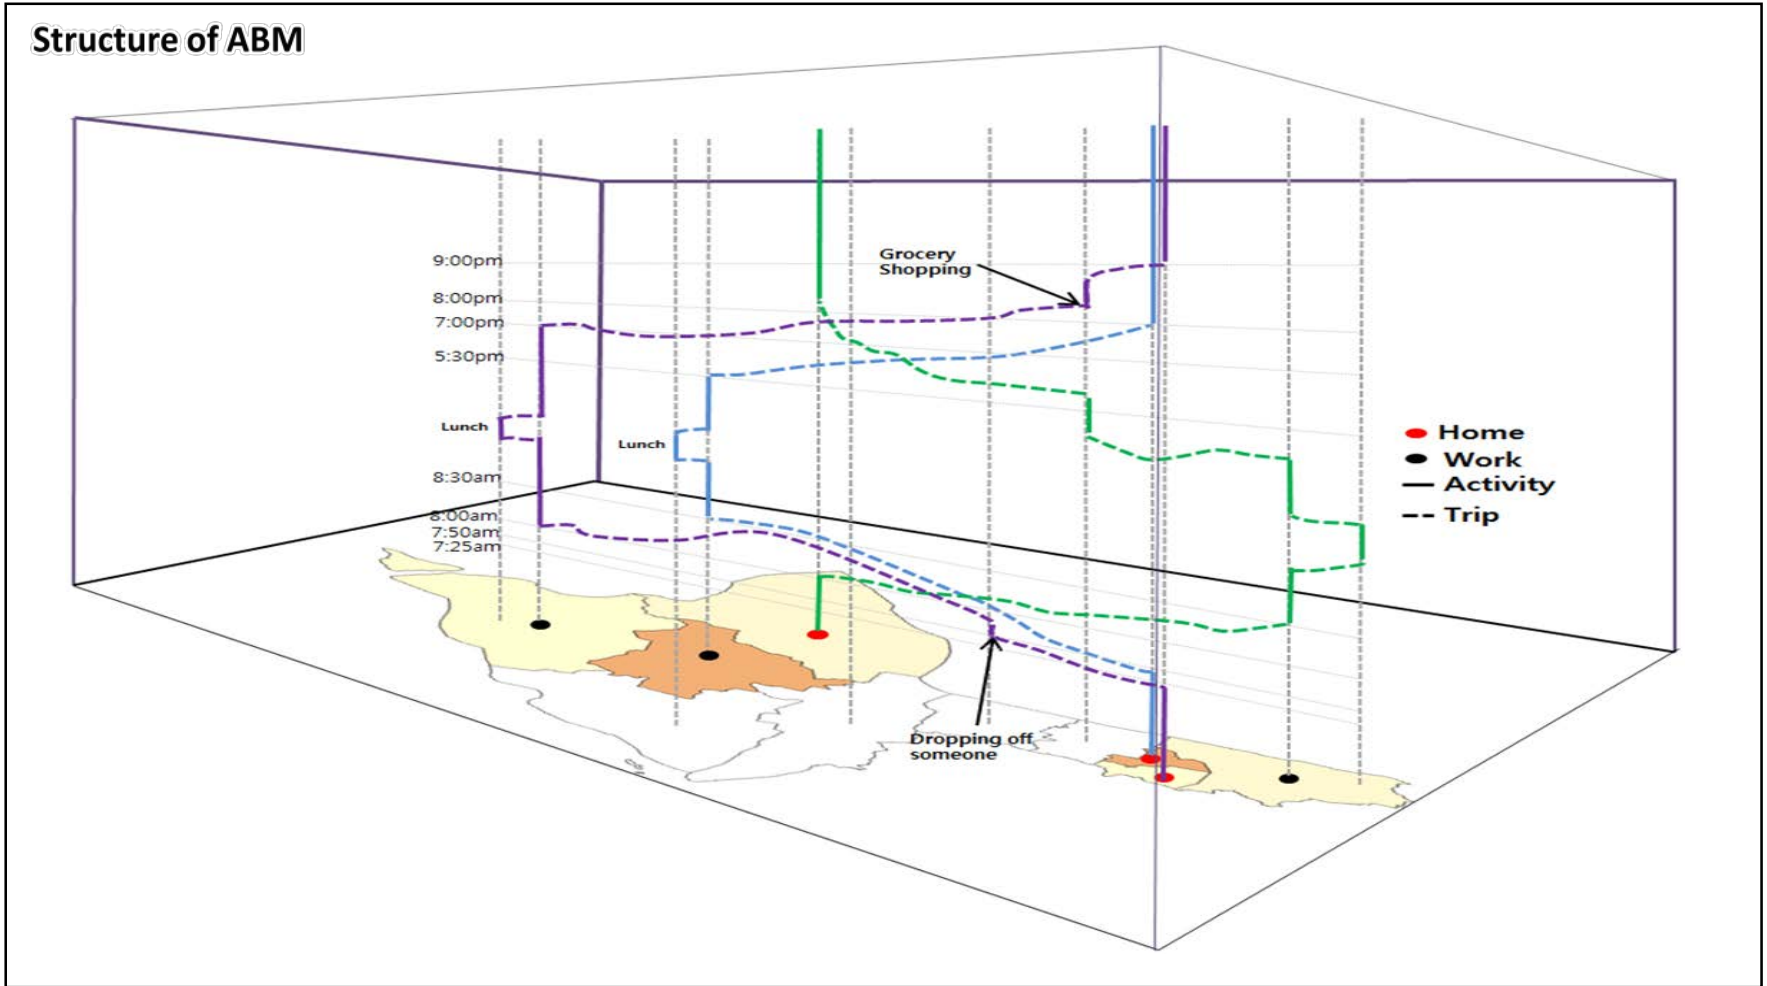 Structure of ABM
Grocery
Shopping
9:00pm
8:00pm
7:00pm
5:30pm
Lunch
Lunch
8:30am
8:00am
7:50am
7:25am
Home
Work
Activity
Trip
Dropping off
someone